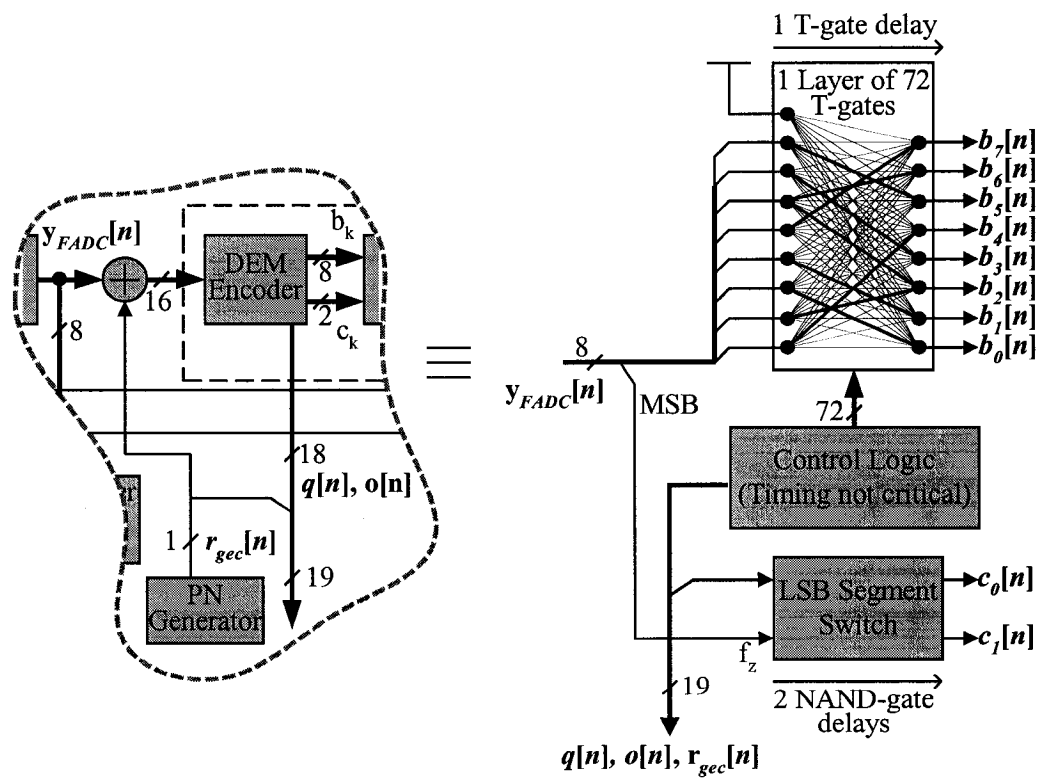 y_FADC[n]
16
8
DEM
Encoder
b_k
8
2
c_k
18
q[n], o[n]
1
r_gec[n]
19
PN
Generator
r
1 T-gate delay
1 Layer of 72
T-gates
b_7[n]
b_6[n]
b_5[n]
b_4[n]
b_3[n]
b_2[n]
b_1[n]
b_0[n]
8
y_FADC[n]
MSB
72
Control Logic
(Timing not critical)
LSB Segment
Switch
c_0[n]
c_1[n]
f_z
19
2 NAND-gate
delays
q[n], o[n], r_gec[n]